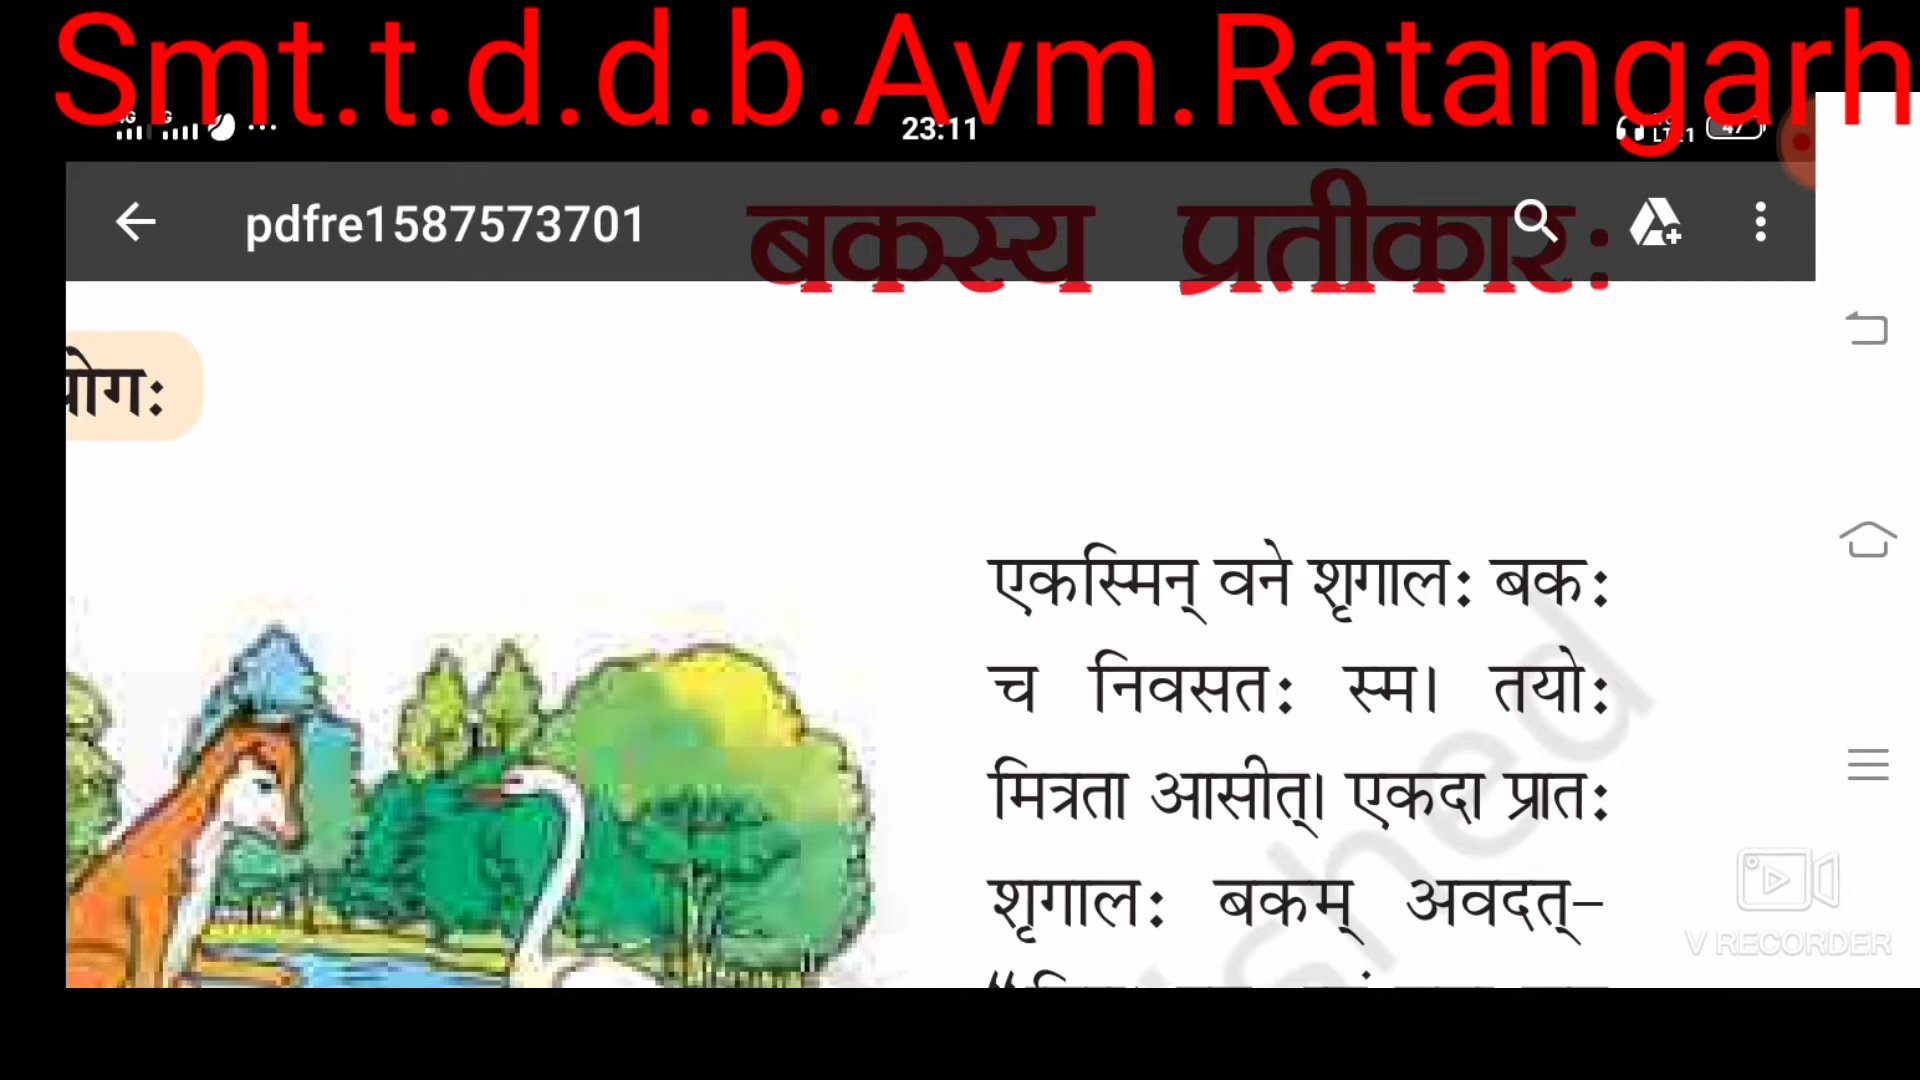 Smt.t.d.d.b.Avm.Ratangarh
23:11
pdfre1587573701
बकस्य प्रतीकारः
योगः
एकस्मिन् वने शृगालः बकः
च निवसतः स्म। तयोः
मित्रता आसीत्। एकदा प्रातः
शृगालः बकम् अवदत्–
V RECORDER